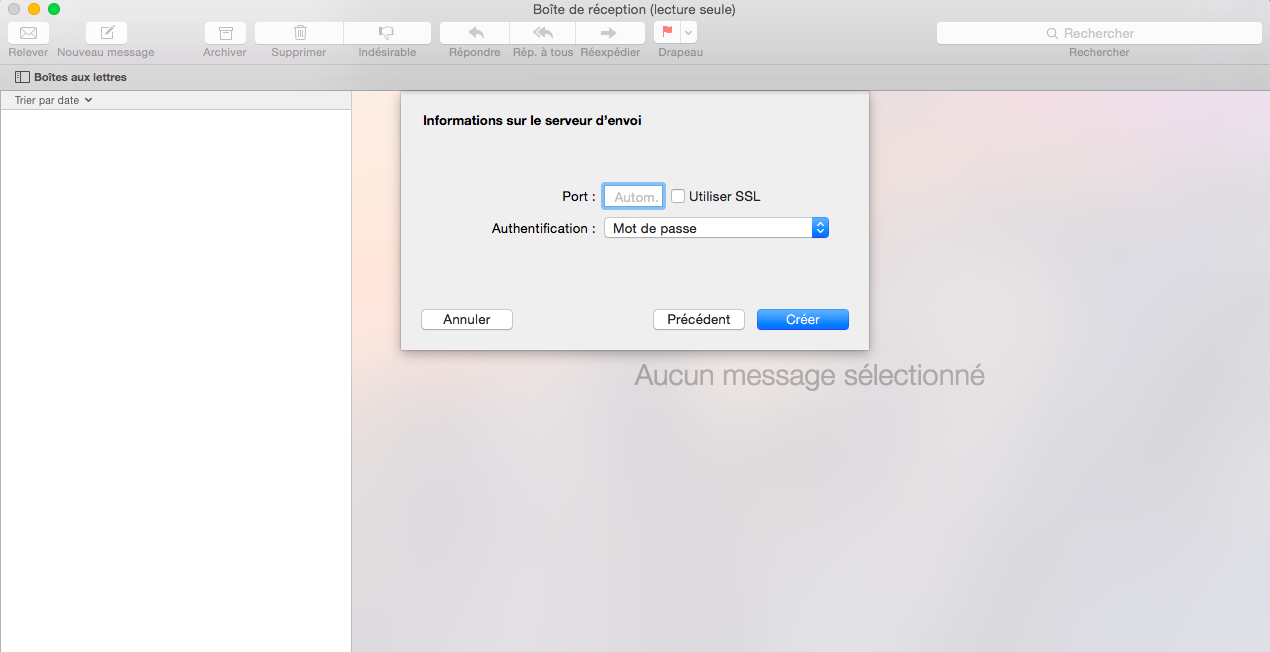 Boîte de réception (lecture seule)
Rechercher
Relever Nouveau message Archiver Supprimer Indésirable Répondre Rép. à tous Réexpédier Drapeau Rechercher
Boîtes aux lettres
Trier par date
Informations sur le serveur d’envoi
Port : Autom. Utiliser SSL
Authentification : Mot de passe
Annuler Précédent Créer
Aucun message sélectionné